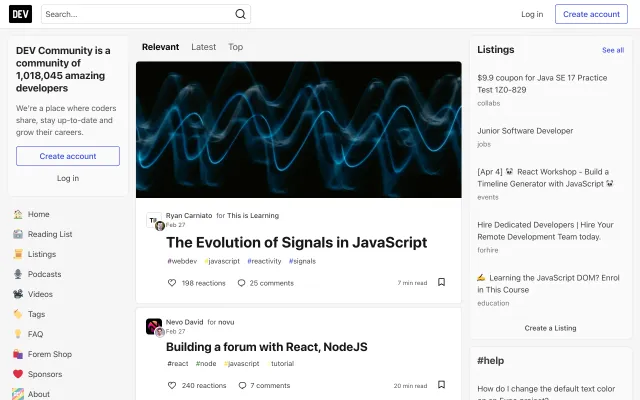 DEV
Search...
Log in
Create account
DEV Community is a
community of
1,018,045 amazing
developers
We're a place where coders
share, stay up-to-date and
grow their careers.
Create account
Log in
Home
Reading List
Listings
Podcasts
Videos
Tags
FAQ
Forem Shop
Sponsors
About
Relevant
Latest
Top
Ryan Carniato for This is Learning
Feb 27
The Evolution of Signals in JavaScript
#webdev #javascript #reactivity #signals
198 reactions
25 comments
7 min read
Nevo David for novu
Feb 27
Building a forum with React, NodeJS
#react #node #javascript tutorial
240 reactions
7 comments
20 min read
Listings
See all
$9.9 coupon for Java SE 17 Practice
Test 1Z0-829
collabs
Junior Software Developer
jobs
[Apr 4] React Workshop - Build a
Timeline Generator with JavaScript
events
Hire Dedicated Developers | Hire Your
Remote Development Team today.
forhire
Learning the JavaScript DOM? Enrol
in This Course
education
Create a Listing
#help
How do I change the default text color